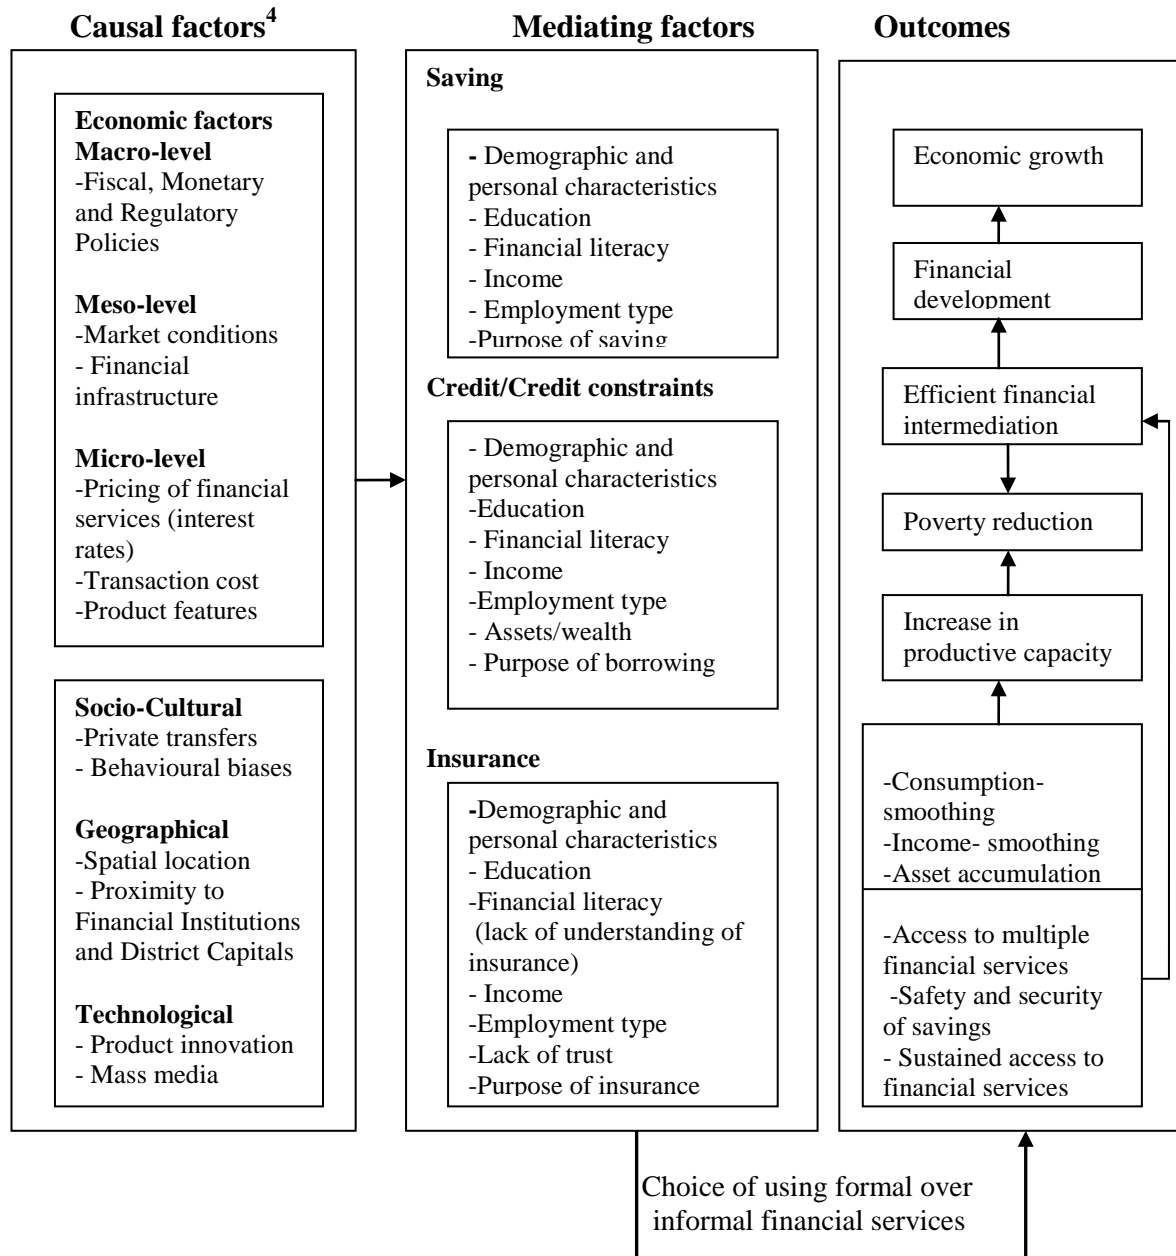 Causal factors4
Economic factors
Macro-level
-Fiscal, Monetary
and Regulatory
Policies
Meso-level
-Market conditions
- Financial
infrastructure
Micro-level
-Pricing of financial
services (interest
rates)
-Transaction cost
-Product features
Socio-Cultural
-Private transfers
- Behavioural biases
Geographical
-Spatial location
- Proximity to
Financial Institutions
and District Capitals
Technological
- Product innovation
- Mass media
Mediating factors
Saving
- Demographic and
personal characteristics
- Education
- Financial literacy
- Income
- Employment type
-Purpose of saving
Credit/Credit constraints
- Demographic and
personal characteristics
-Education
- Financial literacy
- Income
-Employment type
- Assets/wealth
- Purpose of borrowing
Insurance
-Demographic and
personal characteristics
- Education
-Financial literacy
(lack of understanding of
insurance)
- Income
-Employment type
-Lack of trust
-Purpose of insurance
Outcomes
Economic growth
Financial
development
Efficient financial
intermediation
Poverty reduction
Increase in
productive capacity
-Consumption-
smoothing
-Income- smoothing
-Asset accumulation
-Access to multiple
financial services
-Safety and security
of savings
- Sustained access to
financial services
Choice of using formal over
informal financial services